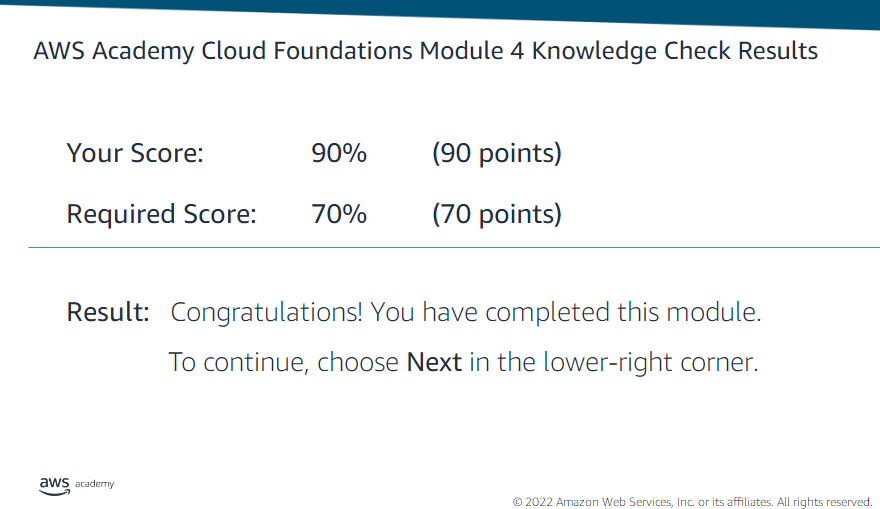 AWS Academy Cloud Foundations Module 4 Knowledge Check Results
Your Score: 90% (90 points)
Required Score: 70% (70 points)
Result: Congratulations! You have completed this module.
To continue, choose Next in the lower-right corner.
aws academy
© 2022 Amazon Web Services, Inc. or its affiliates. All rights reserved.